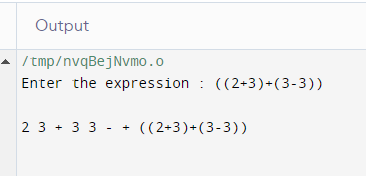 Output
/tmp/nvqBejNvmo.o
Enter the expression : ((2+3)+(3-3))
2 3 + 3 3 - + ((2+3)+(3-3))